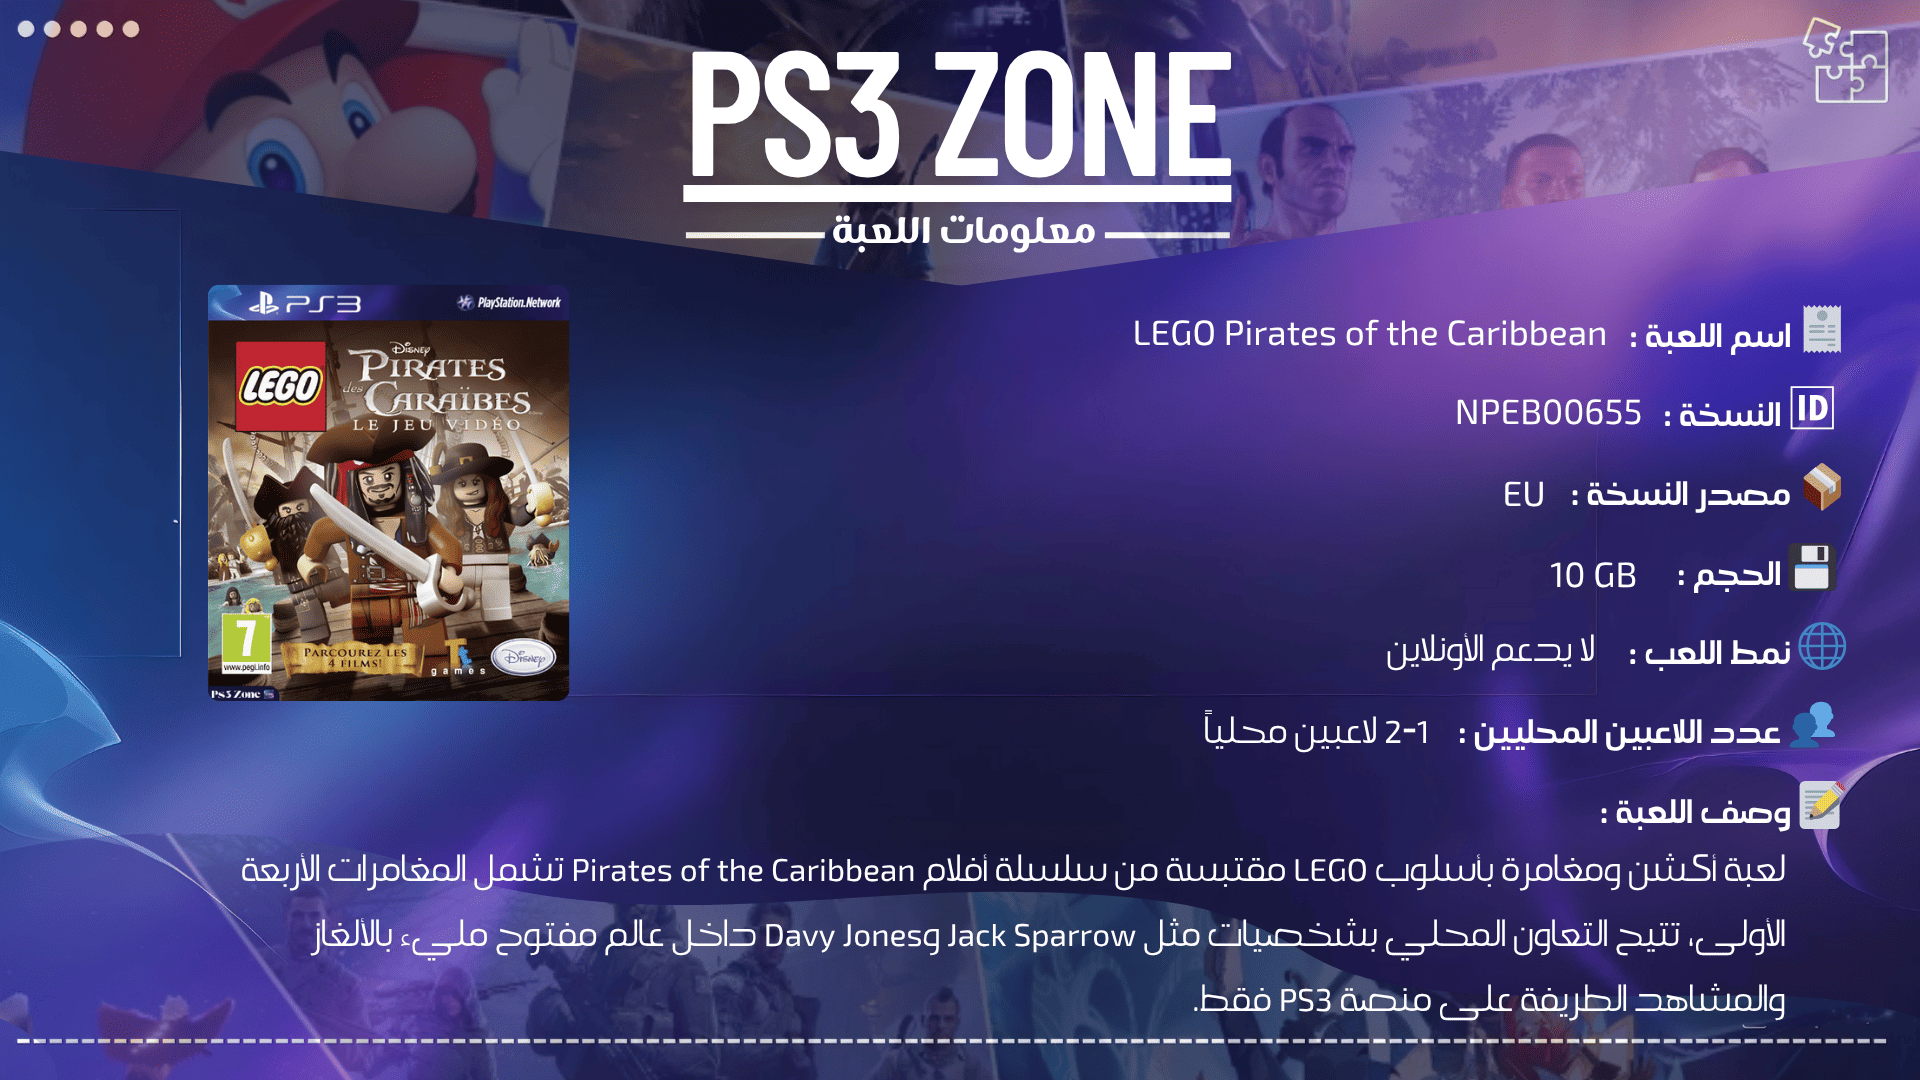 PS3 ZONE
معلومات اللعبة
PS3 PlayStation.Network
LEGO
Disney
PIRATES
des
CARAÏBES
LE JEU VIDÉO
7
www.pegi.info
PARCOUREZ LES
4 FILMS!
Tt
games
Disney
Ps3 Zone
اسم اللعبة : LEGO Pirates of the Caribbean
ID النسخة : NPEB00655
مصدر النسخة : EU
الحجم : 10 GB
نمط اللعب : لا يدعم الأونلاين
عدد اللاعبين المحليين : 1-2 لاعبين محلياً
وصف اللعبة :
لعبة أكشن ومغامرة بأسلوب LEGO مقتبسة من سلسلة أفلام Pirates of the Caribbean تشمل المغامرات الأربعة
الأولى، تتيح التعاون المحلي بشخصيات مثل Jack Sparrow وDavy Jones داخل عالم مفتوح مليء بالألغاز
والمشاهد الطريفة على منصة PS3 فقط.